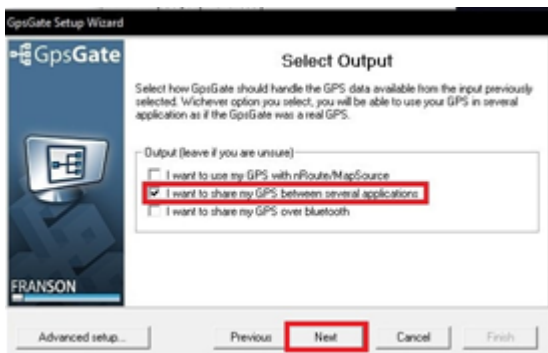 GpsGate Setup Wizard
GpsGate
Select Output
Select how GpsGate should handle the GPS data available from the input previously
selected. Whichever option you select, you will be able to use your GPS in several
application as if the GpsGate was a real GPS.
Output (leave if you are unsure)
I want to use my GPS with nRoute/MapSource
I want to share my GPS between several applications
I want to share my GPS over bluetooth
FRANSON
Advanced setup...
Previous
Next
Cancel
Finish